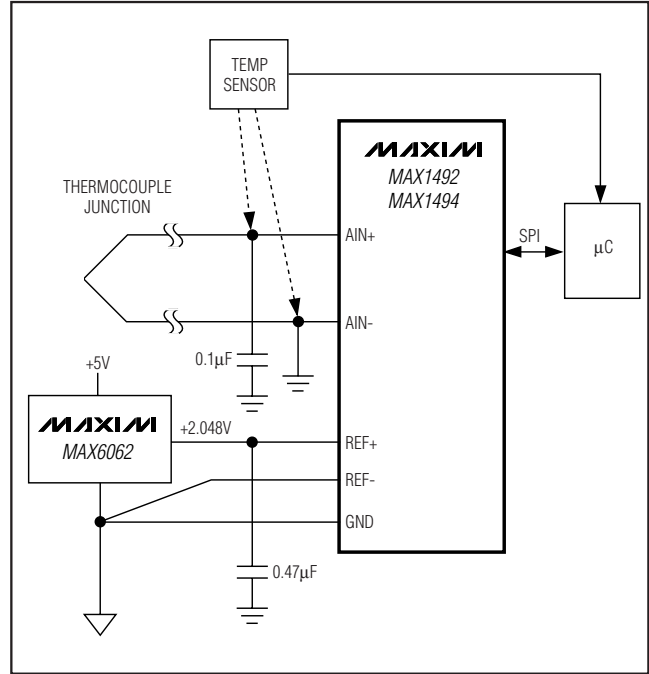 TEMP
SENSOR
MAXIM
MAX1492
MAX1494
THERMOCOUPLE
JUNCTION
AIN+
SPI
μC
AIN-
0.1μF
+5V
MAXIM
MAX6062
+2.048V
REF+
REF-
GND
0.47μF